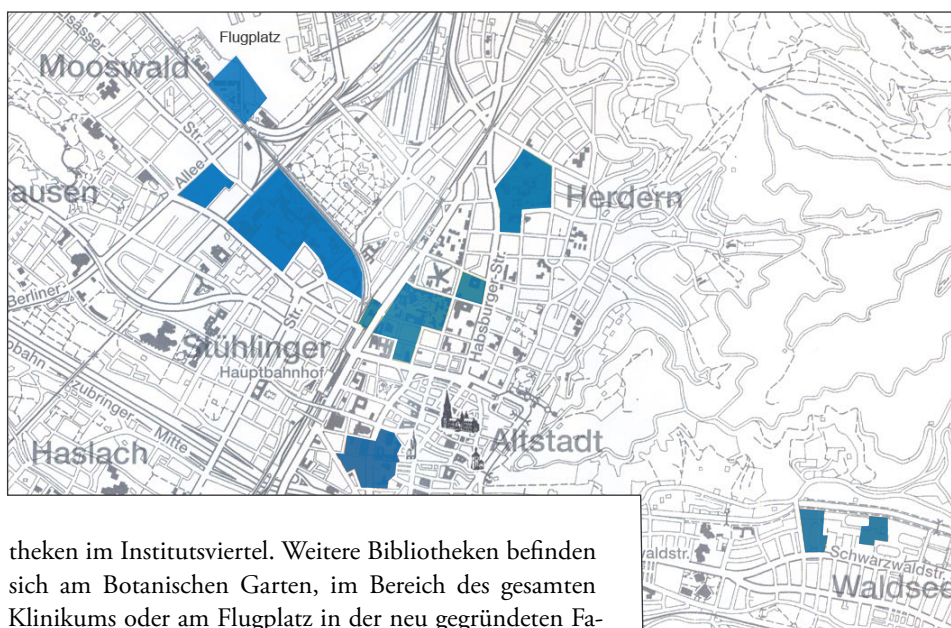 Flugplatz
Mooswald
Elsässer
Str.
Allee
ausen
Herdern
Berliner
Str.
Habsburger-Str.
Stühlinger
Hauptbahnhof
zubringer
Mitte
Haslach
Altstadt
theken im Institutsviertel. Weitere Bibliotheken befinden
sich am Botanischen Garten, im Bereich des gesamten
Klinikums oder am Flugplatz in der neu gegründeten Fa-
waldstr.
Schwarzwaldstr.
Waldsee